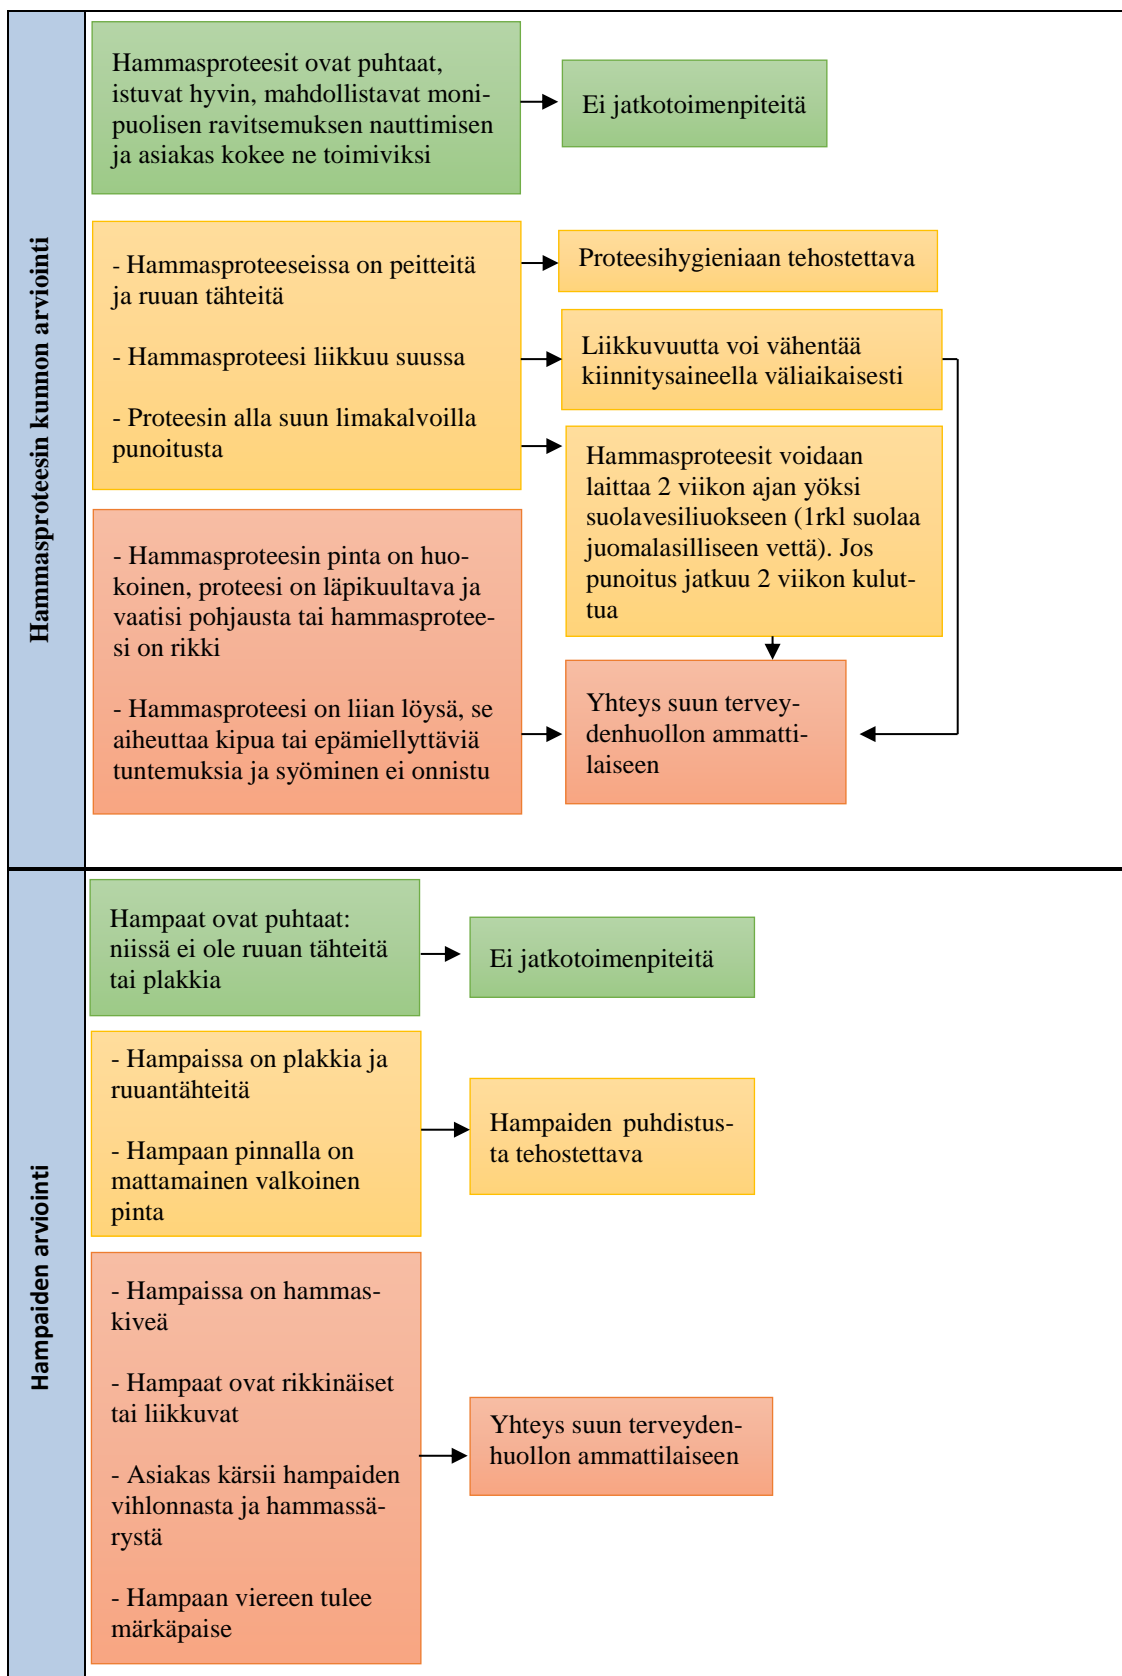 Hammasproteesin kunnon arviointi
Hammasproteesit ovat puhtaat,
istuvat hyvin, mahdollistavat moni-
puolisen ravitsemuksen nauttimisen
ja asiakas kokee ne toimiviksi
Ei jatkotoimenpiteitä
- Hammasproteeseissa on peitteitä
ja ruuan tähteitä
- Hammasproteesi liikkuu suussa
- Proteesin alla suun limakalvoilla
punoitusta
Proteesihygieniaan tehostettava
Liikkuvuutta voi vähentää
kiinnitysaineella väliaikaisesti
Hammasproteesit voidaan
laittaa 2 viikon ajan yöksi
suolavesiliuokseen (1rkl suolaa
juomalasilliseen vettä). Jos
punoitus jatkuu 2 viikon kulut-
tua
- Hammasproteesin pinta on huo-
koinen, proteesi on läpikuultava ja
vaatisi pohjausta tai hammasprotee-
si on rikki
- Hammasproteesi on liian löysä, se
aiheuttaa kipua tai epämiellyttäviä
tuntemuksia ja syöminen ei onnistu
Yhteys suun tervey-
denhuollon ammatti-
laiseen
Hampaiden arviointi
Hampaat ovat puhtaat:
niissä ei ole ruuan tähteitä
tai plakkia
Ei jatkotoimenpiteitä
- Hampaissa on plakkia ja
ruuantähteitä
- Hampaan pinnalla on
mattamainen valkoinen
pinta
Hampaiden puhdistus-
ta tehostettava
- Hampaissa on hammas-
kiveä
- Hampaat ovat rikkinäiset
tai liikkuvat
- Asiakas kärsii hampaiden
vihlonnasta ja hammassä-
rystä
- Hampaan viereen tulee
märkäpaise
Yhteys suun terveyden-
huollon ammattilaiseen